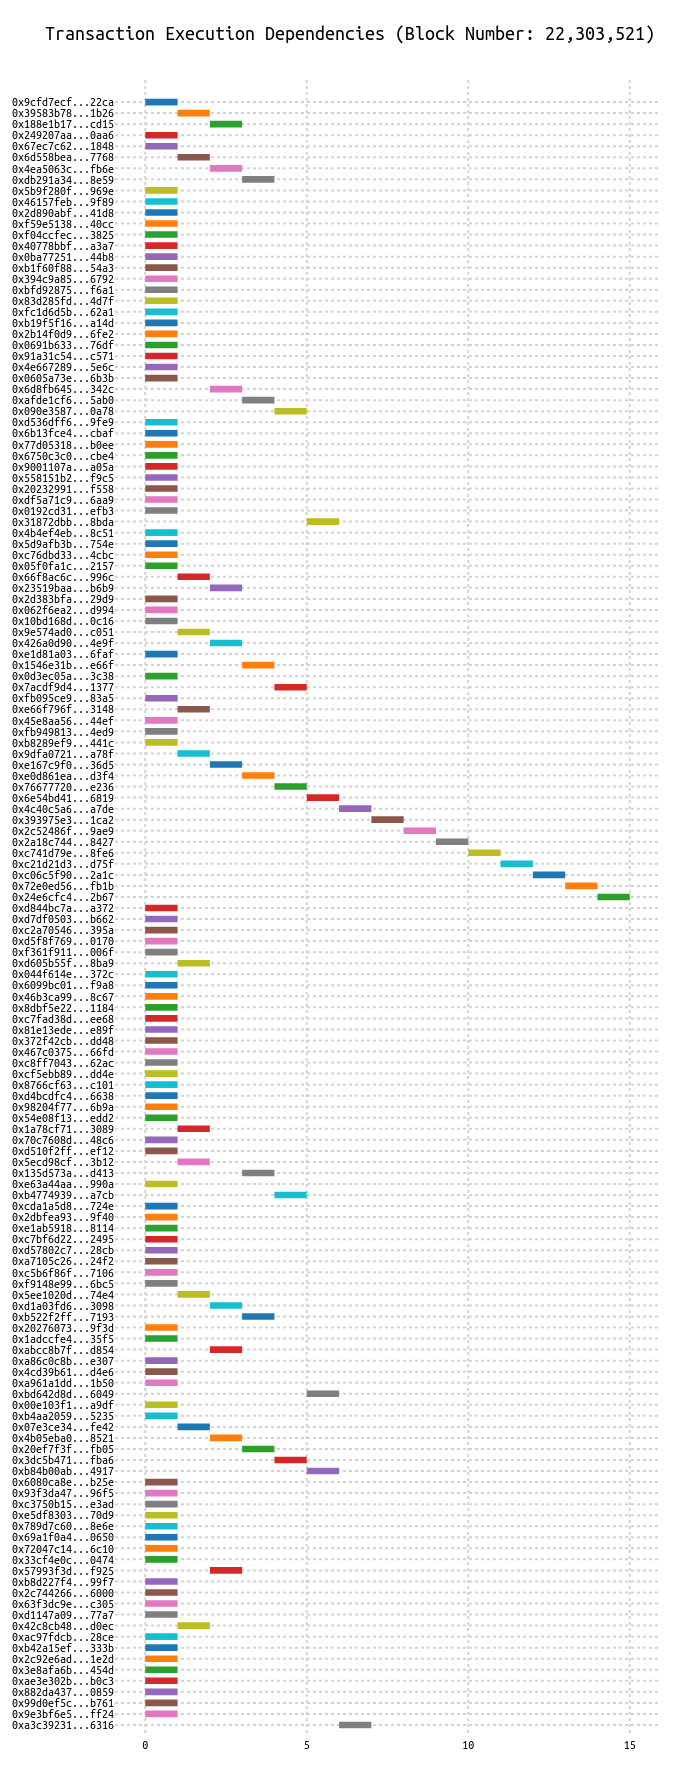 Transaction Execution Dependencies (Block Number: 22,303,521)
0x9cfd7ecf...22ca
0x39583b78...1b26
0x188e1b17...cd15
0x249207aa...0aa6
0x67ec7c62...1848
0x6d558bea...7768
0x4ea5063c...fb6e
0xdb291a34...8e59
0x5b9f280f...969e
0x46157feb...9f89
0x2d890abf...41d8
0xf59e5138...40cc
0xf04ccfec...3825
0x40778bbf...a3a7
0x0ba77251...44b8
0xb1f60f88...54a3
0x394c9a85...6792
0xbfd92875...f6a1
0x83d285fd...4d7f
0xfc1d6d5b...62a1
0xb19f5f16...a14d
0x2b14f0d9...6fe2
0x0691b633...76df
0x91a31c54...c571
0x4e667289...5e6c
0x0605a73e...6b3b
0x6d8fb645...342c
0xafde1cf6...5ab0
0x090e3587...0a78
0xd536dff6...9fe9
0x6b13fce4...cbaf
0x77d05318...b0ee
0x6750c3c0...cbe4
0x9001107a...a05a
0x558151b2...f9c5
0x20232991...f558
0xdf5a71c9...6aa9
0x0192cd31...efb3
0x31872dbb...8bda
0x4b4ef4eb...8c51
0x5d9afb3b...754e
0xc76dbd33...4cbc
0x05f0fa1c...2157
0x66f8ac6c...996c
0x23519baa...b6b9
0x2d383bfa...29d9
0x062f6ea2...d994
0x10bd168d...0c16
0x9e574ad0...c051
0x426a0d90...4e9f
0xe1d81a03...6faf
0x1546e31b...e66f
0x0d3ec05a...3c38
0x7acdf9d4...1377
0xfb095ce9...83a5
0xe66f796f...3148
0x45e8aa56...44ef
0xfb949813...4ed9
0xb8289ef9...441c
0x9dfa0721...a78f
0xe167c9f0...36d5
0xe0d861ea...d3f4
0x76677720...e236
0x6e54bd41...6819
0x4c40c5a6...a7de
0x393975e3...1ca2
0x2c52486f...9ae9
0x2a18c744...8427
0xc741d79e...8fe6
0xc21d21d3...d75f
0xc06c5f90...2a1c
0x72e0ed56...fb1b
0x24e6cfc4...2b67
0xd844bc7a...a372
0xd7df0503...b662
0xc2a70546...395a
0xd5f8f769...0170
0xf361f911...006f
0xd605b55f...8ba9
0x044f614e...372c
0x6099bc01...f9a8
0x46b3ca99...8c67
0x8dbf5e22...1184
0xc7fad38d...ee68
0x81e13ede...e89f
0x372f42cb...dd48
0x467c0375...66fd
0xc8ff7043...62ac
0xcf5ebb89...dd4e
0x8766cf63...c101
0xd4bcdfc4...6638
0x98204f77...6b9a
0x54e08f13...edd2
0x1a78cf71...3089
0x70c7608d...48c6
0xd510f2ff...ef12
0x5ecd98cf...3b12
0x135d573a...d413
0xe63a44aa...990a
0xb4774939...a7cb
0xcda1a5d8...724e
0x2dbfea93...9f40
0xe1ab5918...8114
0xc7bf6d22...2495
0xd57802c7...28cb
0xa7105c26...24f2
0xc5b6f86f...7106
0xf9148e99...6bc5
0x5ee1020d...74e4
0xd1a03fd6...3098
0xb522f2ff...7193
0x20276073...9f3d
0x1adccfe4...35f5
0xabcc8b7f...d854
0xa86c0c8b...e307
0x4cd39b61...d4e6
0xa961a1dd...1b50
0xbd642d8d...6049
0x00e103f1...a9df
0xb4aa2059...5235
0x07e3ce34...fe42
0x4b05eba0...8521
0x20ef7f3f...fb05
0x3dc5b471...fba6
0xb84b00ab...4917
0x6080ca8e...b25e
0x93f3da47...96f5
0xc3750b15...e3ad
0xe5df8303...70d9
0x789d7c60...8e6e
0x69a1f0a4...0650
0x72047c14...6c10
0x33cf4e0c...0474
0x57993f3d...f925
0xb8d227f4...99f7
0x2c744266...6000
0x63f3dc9e...c305
0xd1147a09...77a7
0x42c8cb48...d0ec
0xac97fdcb...28ce
0xb42a15ef...333b
0x2c92e6ad...1e2d
0x3e8afa6b...454d
0xae3e302b...b0c3
0x882da437...0859
0x99d0ef5c...b761
0x9e3bf6e5...ff24
0xa3c39231...6316
0 5 10 15